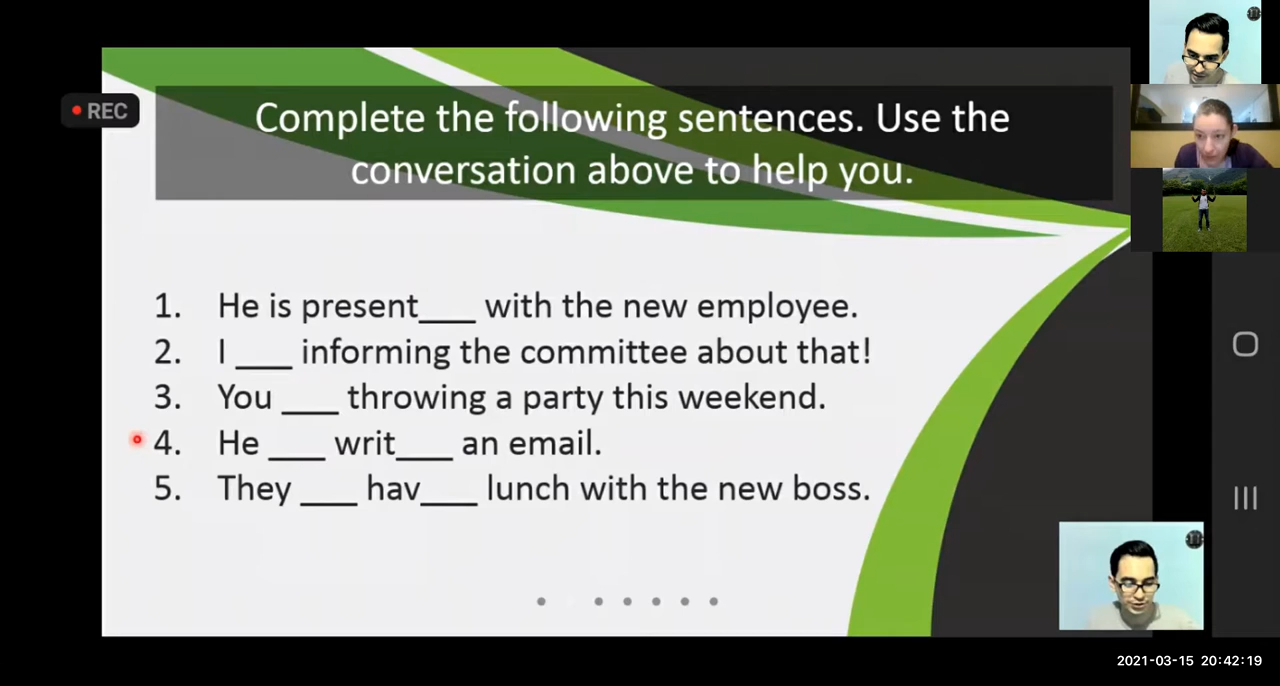 REC
Complete the following sentences. Use the
conversation above to help you.
1. He is present___ with the new employee.
2. I ___ informing the committee about that!
3. You ___ throwing a party this weekend.
4. He ___ writ___ an email.
5. They ___ hav___ lunch with the new boss.
2021-03-15 20:42:19